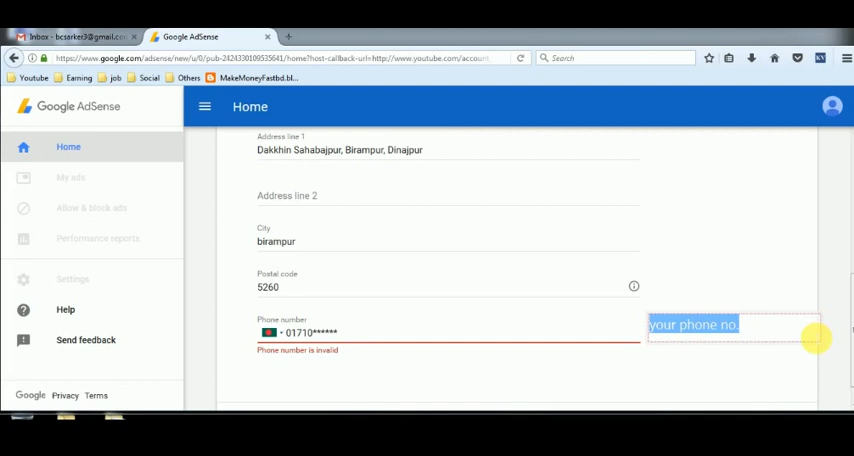 Inbox - bcsarker3@gmail.co
Google AdSense
https://www.google.com/adsense/new/u/0/pub-2424330109535641/home?host-callback-url=http://www.youtube.com/account_
Search
Youtube Earning job Social Others MakeMoneyFastbd.bl...
Google AdSense
Home
Home
My ads
Allow & block ads
Performance reports
Settings
Help
Send feedback
Google Privacy Terms
Address line 1
Dakkhin Sahabajpur, Birampur, Dinajpur
Address line 2
City
birampur
Postal code
5260
Phone number
01710******
Phone number is invalid
your phone no.